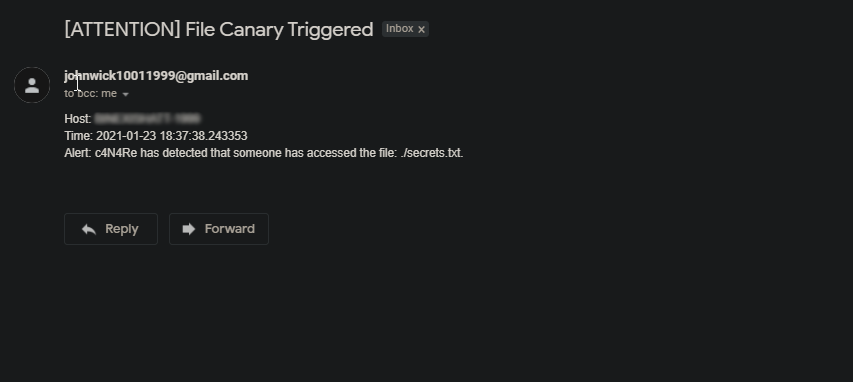 [ATTENTION] File Canary Triggered Inbox x
johnwick10011999@gmail.com
to bcc: me
Host:
Time: 2021-01-23 18:37:38.243353
Alert: c4N4Re has detected that someone has accessed the file: ./secrets.txt.
Reply Forward